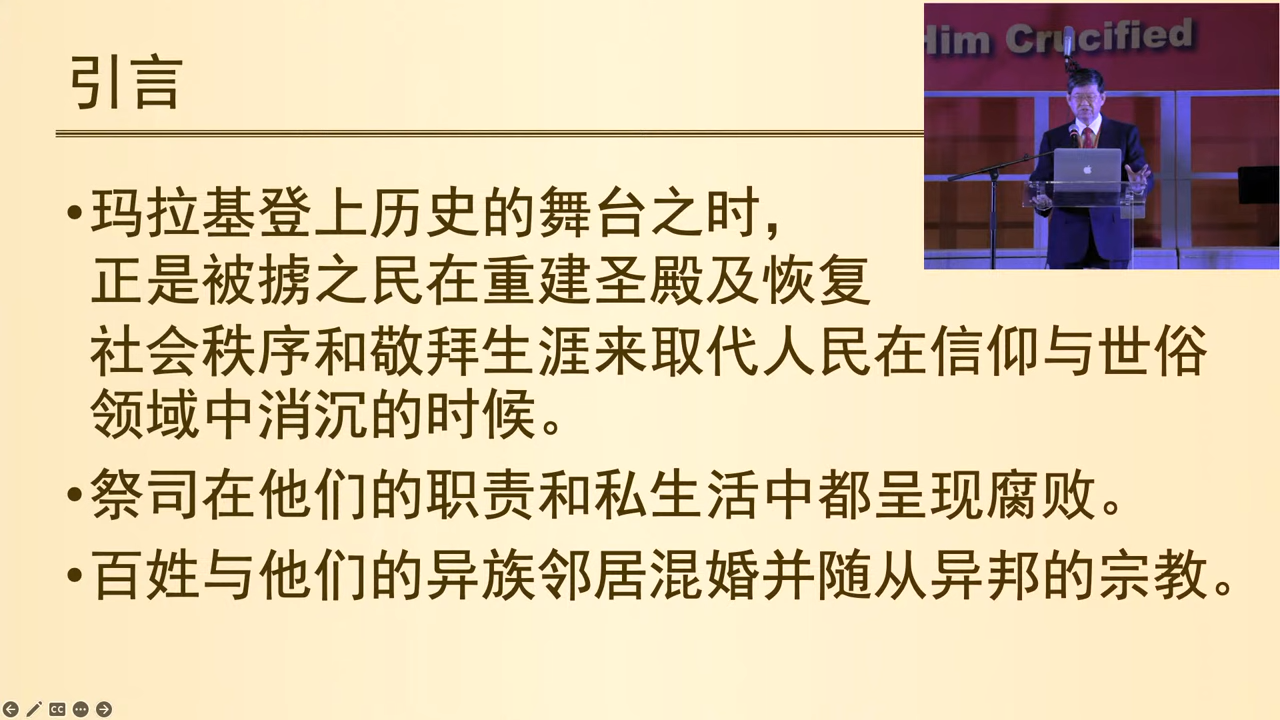 引言
Him Crucified
•玛拉基登上历史的舞台之时，
正是被掳之民在重建圣殿及恢复
社会秩序和敬拜生涯来取代人民在信仰与世俗
领域中消沉的时候。
•祭司在他们的职责和私生活中都呈现腐败。
•百姓与他们的异族邻居混婚并随从异邦的宗教。
CC